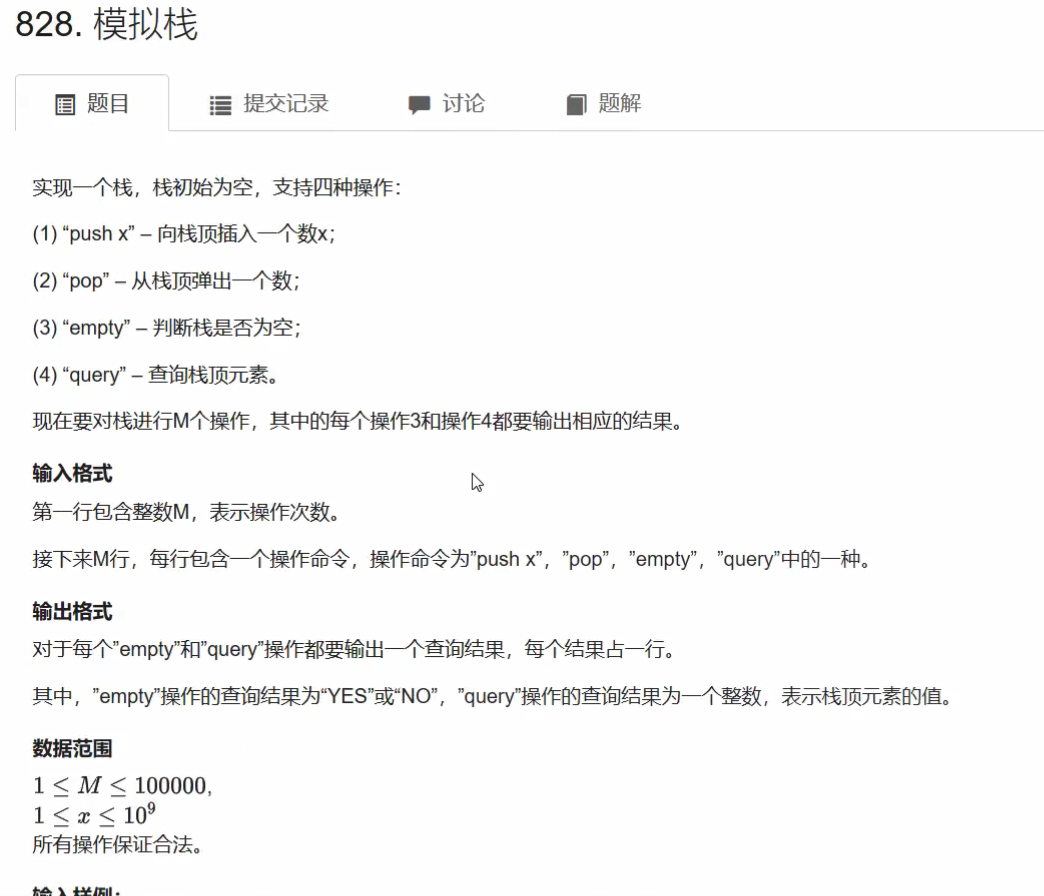 828. 模拟栈
题目 提交记录 讨论 题解
实现一个栈，栈初始为空，支持四种操作：
(1) “push x” – 向栈顶插入一个数x；
(2) “pop” – 从栈顶弹出一个数；
(3) “empty” – 判断栈是否为空；
(4) “query” – 查询栈顶元素。
现在要对栈进行M个操作，其中的每个操作3和操作4都要输出相应的结果。
输入格式
第一行包含整数M，表示操作次数。
接下来M行，每行包含一个操作命令，操作命令为”push x”，”pop”，”empty”，”query”中的一种。
输出格式
对于每个”empty”和”query”操作都要输出一个查询结果，每个结果占一行。
其中，”empty”操作的查询结果为“YES”或“NO”，”query”操作的查询结果为一个整数，表示栈顶元素的值。
数据范围
1 ≤ M ≤ 100000,
1 ≤ x ≤ 10⁹
所有操作保证合法。
输入样例：